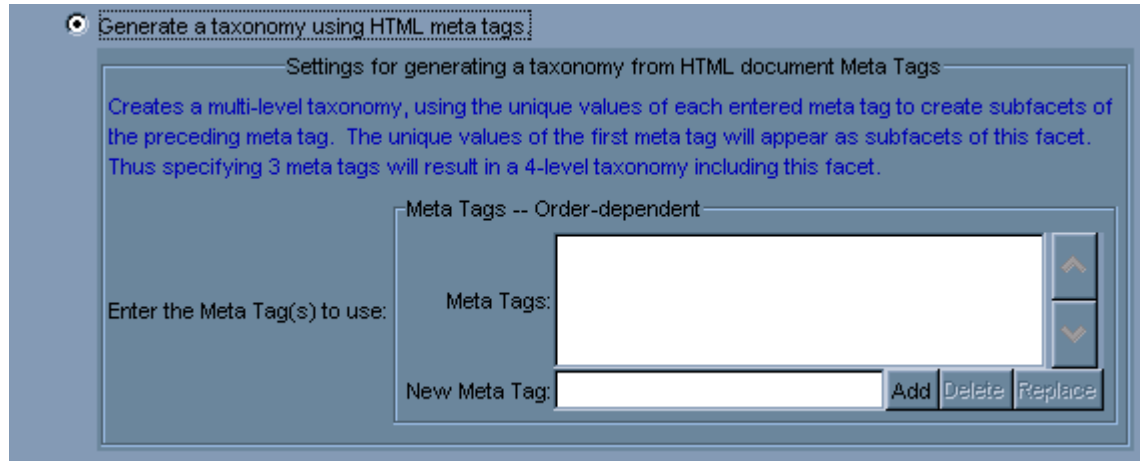 Generate a taxonomy using HTML meta tags.
Settings for generating a taxonomy from HTML document Meta Tags
Creates a multi-level taxonomy, using the unique values of each entered meta tag to create subfacets of
the preceding meta tag.  The unique values of the first meta tag will appear as subfacets of this facet.
Thus specifying 3 meta tags will result in a 4-level taxonomy including this facet.
Meta Tags -- Order-dependent
Enter the Meta Tag(s) to use:
Meta Tags:
New Meta Tag:
Add Delete Replace